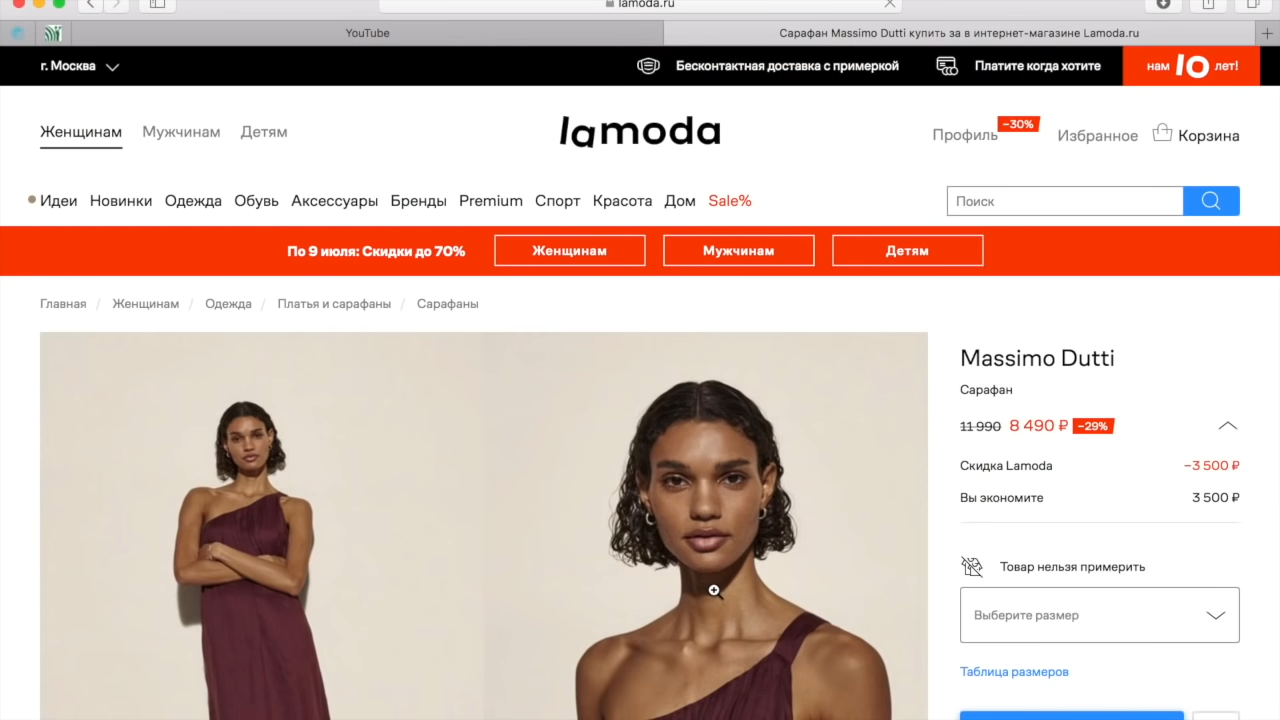 lamoda.ru
YouTube
Сарафан Massimo Dutti купить за в интернет-магазине Lamoda.ru
г. Москва
Бесконтактная доставка с примеркой
Платите когда хотите
нам 10 лет!
Женщинам Мужчинам Детям
lamoda
Профиль −30% Избранное Корзина
Идеи Новинки Одежда Обувь Аксессуары Бренды Premium Спорт Красота Дом Sale%
Поиск
По 9 июля: Скидки до 70% Женщинам Мужчинам Детям
Главная / Женщинам / Одежда / Платья и сарафаны / Сарафаны
Massimo Dutti
Сарафан
11 990 8 490 ₽ −29%
Скидка Lamoda −3 500 ₽
Вы экономите 3 500 ₽
Товар нельзя примерить
Выберите размер
Таблица размеров